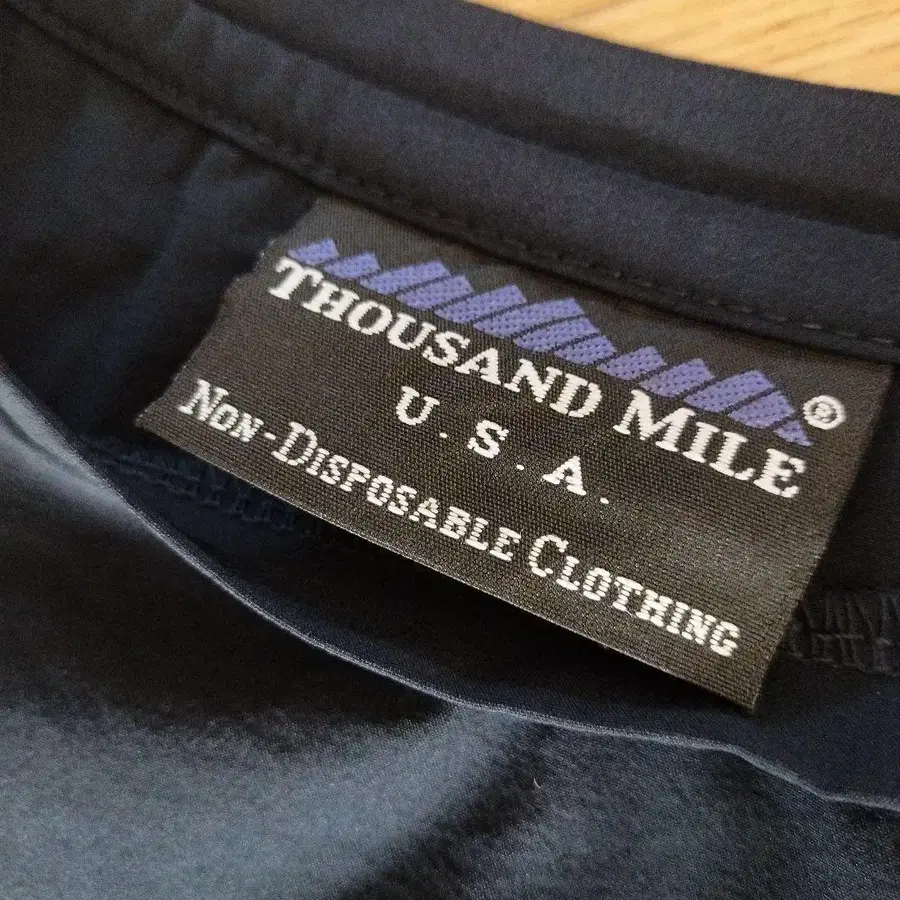 THOUSAND MILE®
U.S.A.
NON-DISPOSABLE CLOTHING